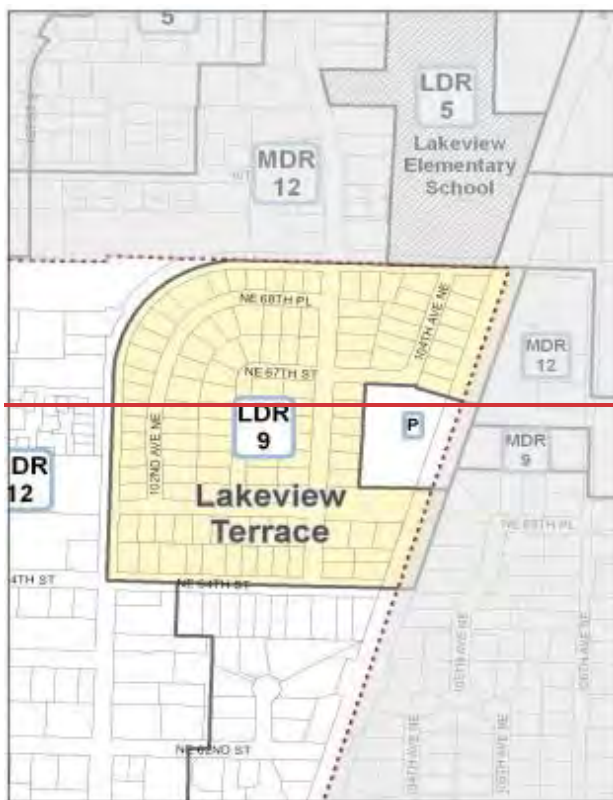 5
LDR
5
Lakeview
Elementary
School
MDR
12
NE 68TH PL
104TH AVE NE
MDR
12
NE 67TH ST
LDR
9
P
102ND AVE NE
MDR
9
DR
12
Lakeview
Terrace
4TH ST
NE 64TH ST
NE 62ND ST
104TH AVE NE